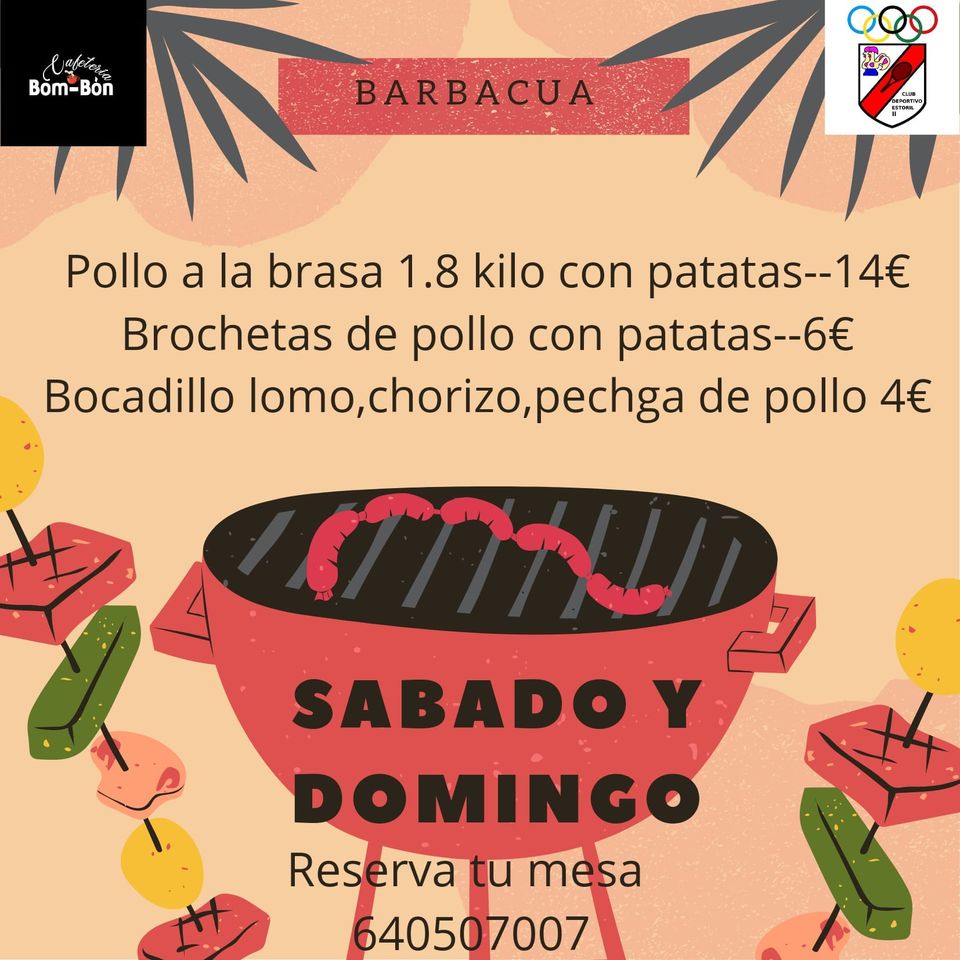 Cafetería
Bom-Bòn
BARBACUA
CLUB
DEPORTIVO
ESTORIL
II
Pollo a la brasa 1.8 kilo con patatas--14€
Brochetas de pollo con patatas--6€
Bocadillo lomo,chorizo,pechga de pollo 4€
SABADO Y
DOMINGO
Reserva tu mesa
640507007